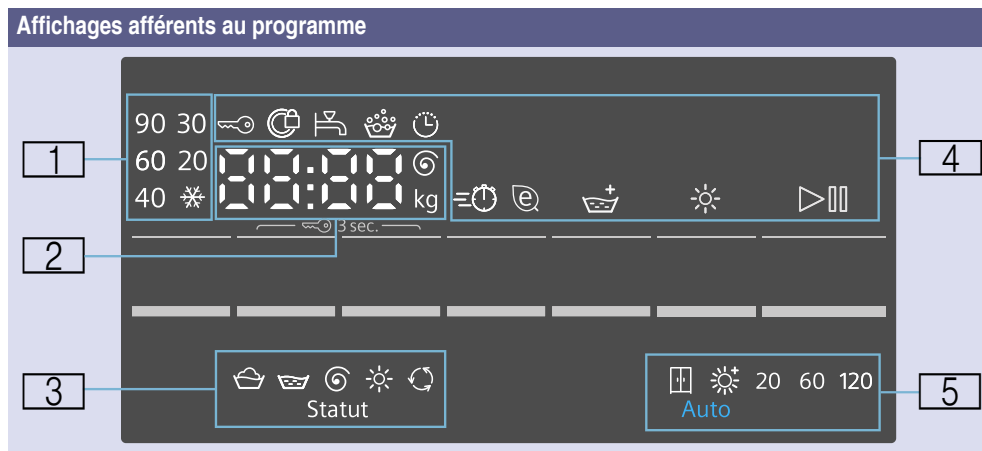 Affichages afférents au programme
90 30
60 20
40
88:88
kg
e
3 sec.
Statut
20 60 120
Auto
1
2
3
4
5